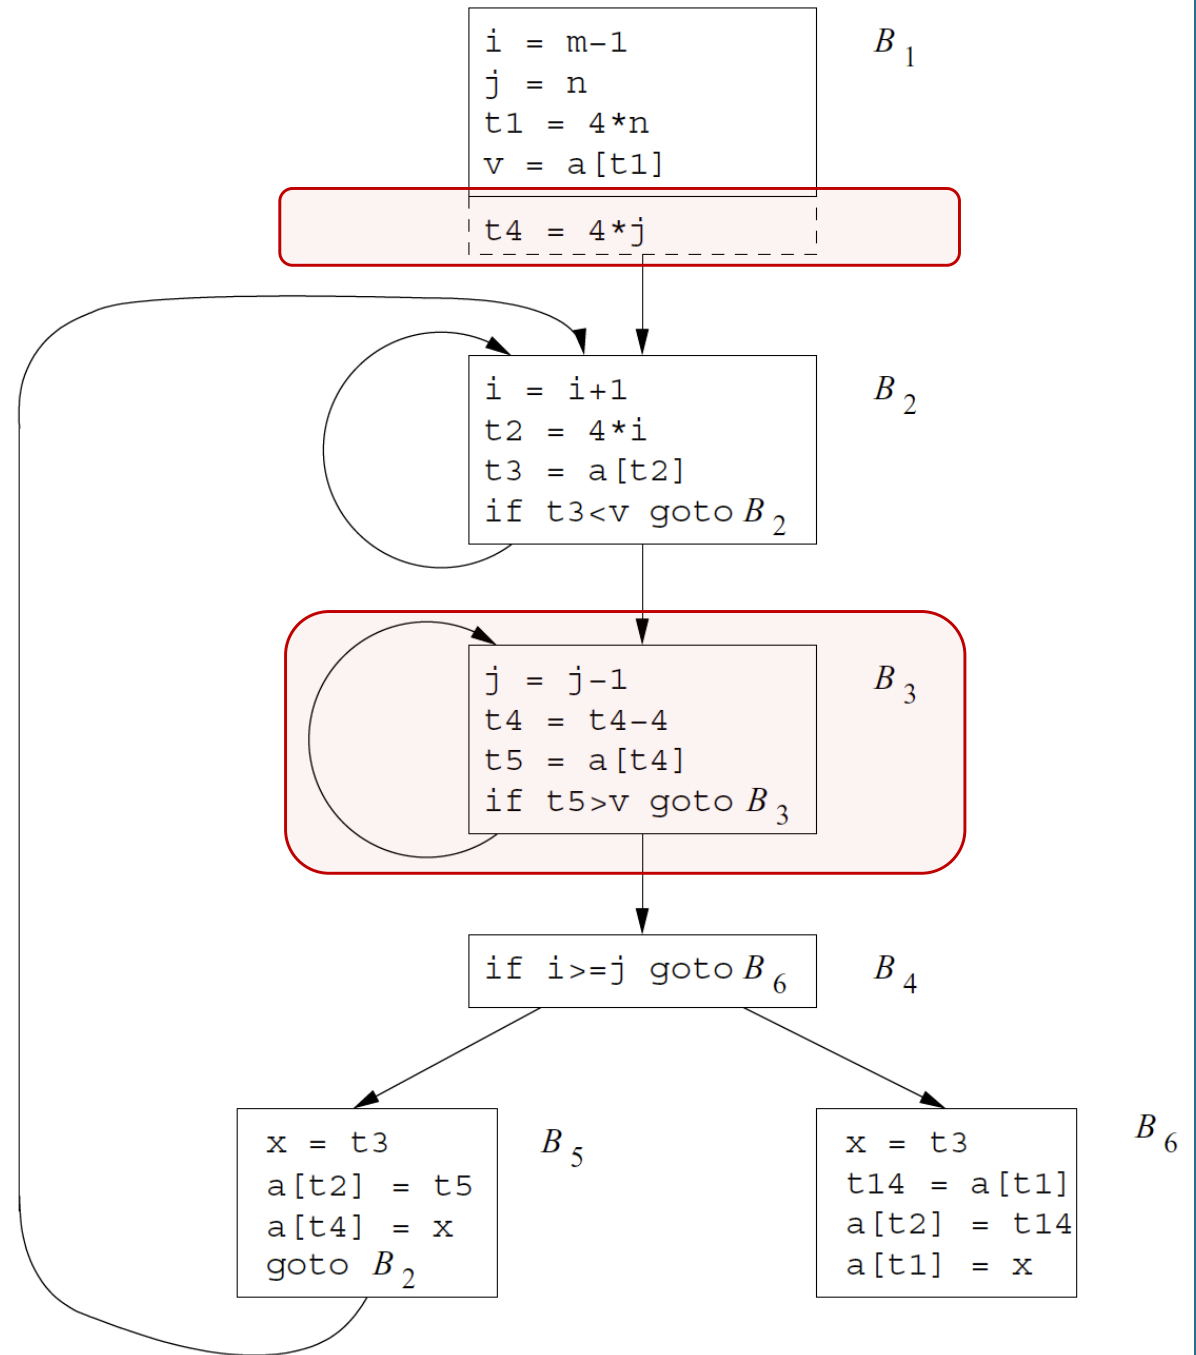 i = m-1
B1
j = n
t1 = 4*n
v = a[t1]
t4 = 4*j
i = i+1
B2
t2 = 4*i
t3 = a[t2]
if t3<v goto B2
j = j-1
B3
t4 = t4-4
t5 = a[t4]
if t5>v goto B3
if i>=j goto B6
B4
x = t3
a[t2] = t5
a[t4] = x
goto B2
B5
x = t3
t14 = a[t1]
a[t2] = t14
a[t1] = x
B6